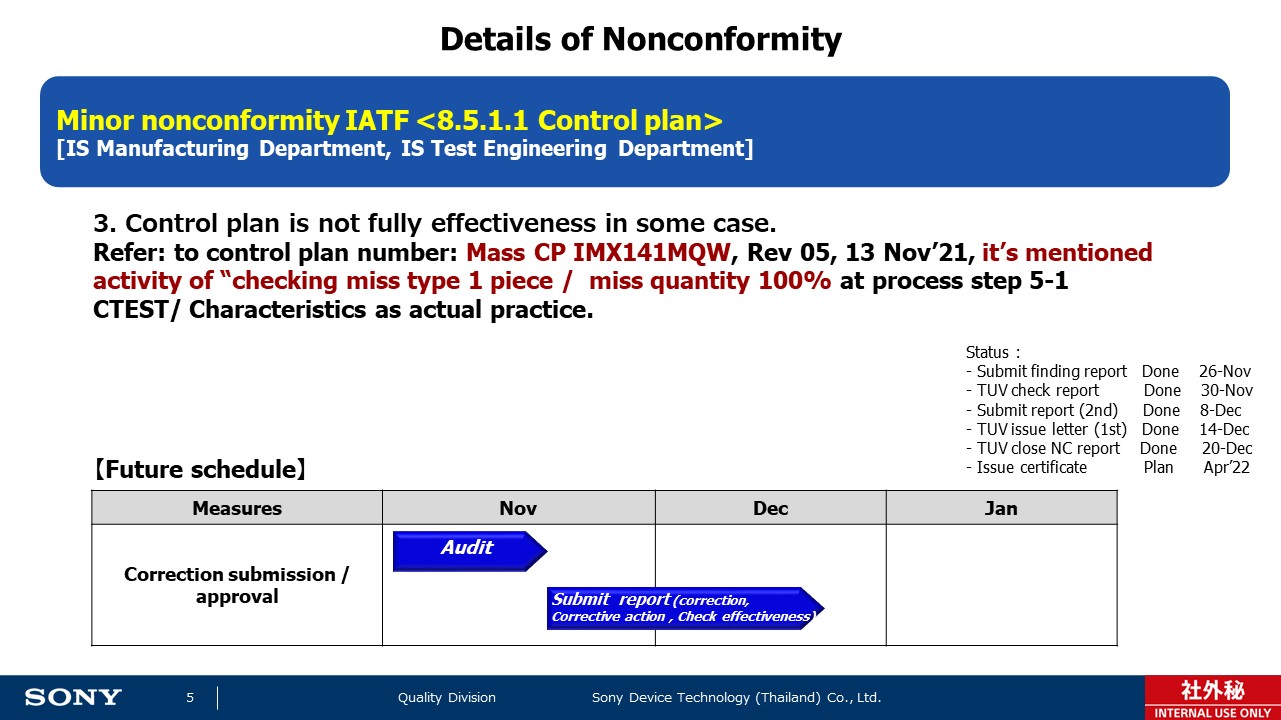 Details of Nonconformity
Minor nonconformity IATF <8.5.1.1 Control plan>
[IS Manufacturing Department, IS Test Engineering Department]
3. Control plan is not fully effectiveness in some case.
Refer: to control plan number: Mass CP IMX141MQW, Rev 05, 13 Nov’21, it’s mentioned
activity of “checking miss type 1 piece / miss quantity 100% at process step 5-1
CTEST/ Characteristics as actual practice.
Status :
- Submit finding report Done 26-Nov
- TUV check report Done 30-Nov
- Submit report (2nd) Done 8-Dec
- TUV issue letter (1st) Done 14-Dec
- TUV close NC report Done 20-Dec
- Issue certificate Plan Apr’22
【Future schedule】
Measures Nov Dec Jan
Correction submission /
approval
Audit
Submit report (correction,
Corrective action , Check effectiveness)
SONY 5 Quality Division Sony Device Technology (Thailand) Co., Ltd.
社外秘
INTERNAL USE ONLY